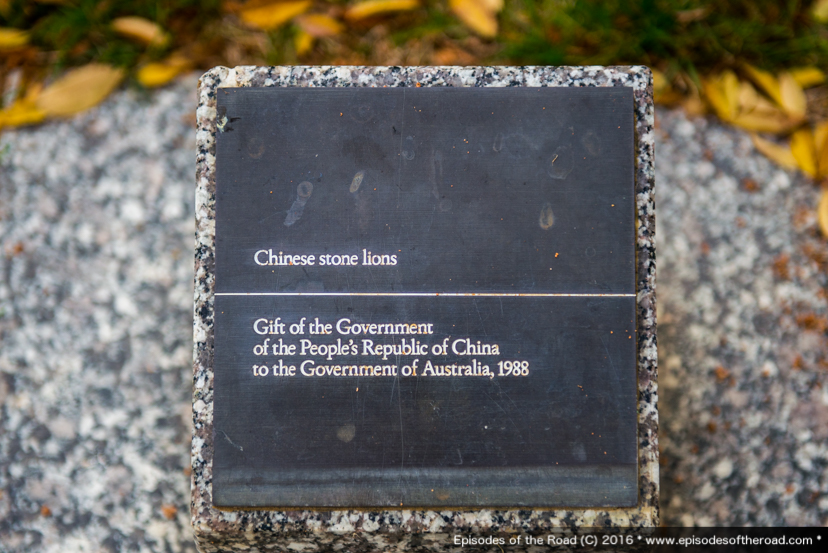 Chinese stone lions
Gift of the Government
of the People's Republic of China
to the Government of Australia, 1988
Episodes of the Road (C) 2016 * www.episodesoftheroad.com *